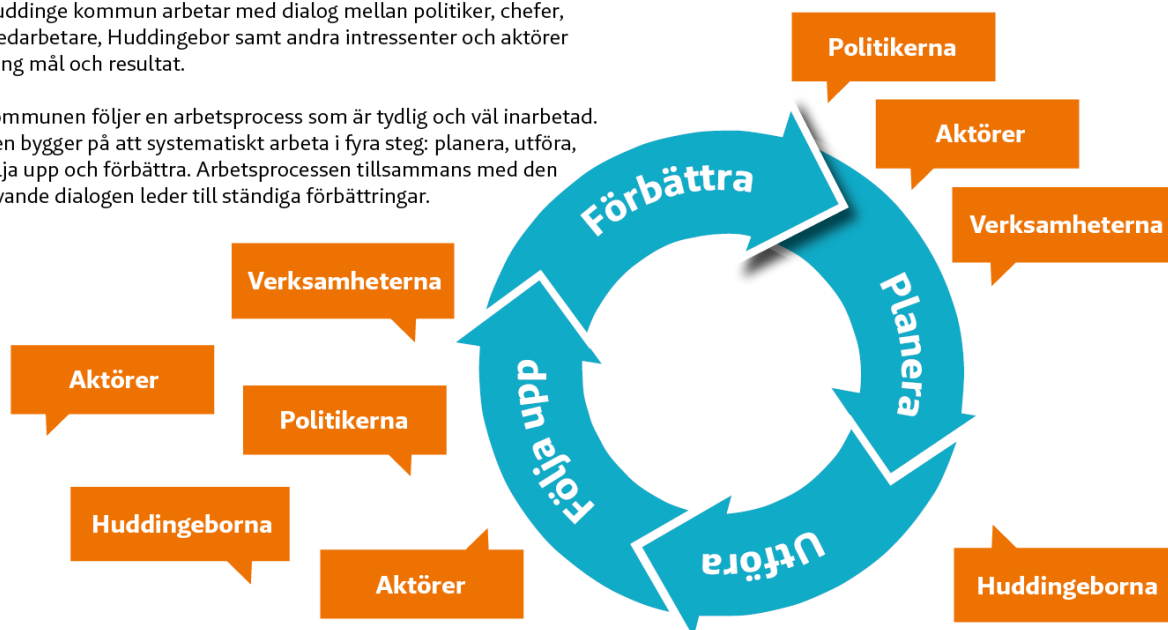 uddinge kommun arbetar med dialog mellan politiker, chefer,
edarbetare, Huddingebor samt andra intressenter och aktörer
ng mål och resultat.
ommunen följer en arbetsprocess som är tydlig och väl inarbetad.
en bygger på att systematiskt arbeta i fyra steg: planera, utföra,
lja upp och förbättra. Arbetsprocessen tillsammans med den
vande dialogen leder till ständiga förbättringar.
Politikerna
Aktörer
Verksamheterna
Förbättra
Planera
Utföra
Följa upp
Verksamheterna
Aktörer
Politikerna
Huddingeborna
Aktörer
Huddingeborna